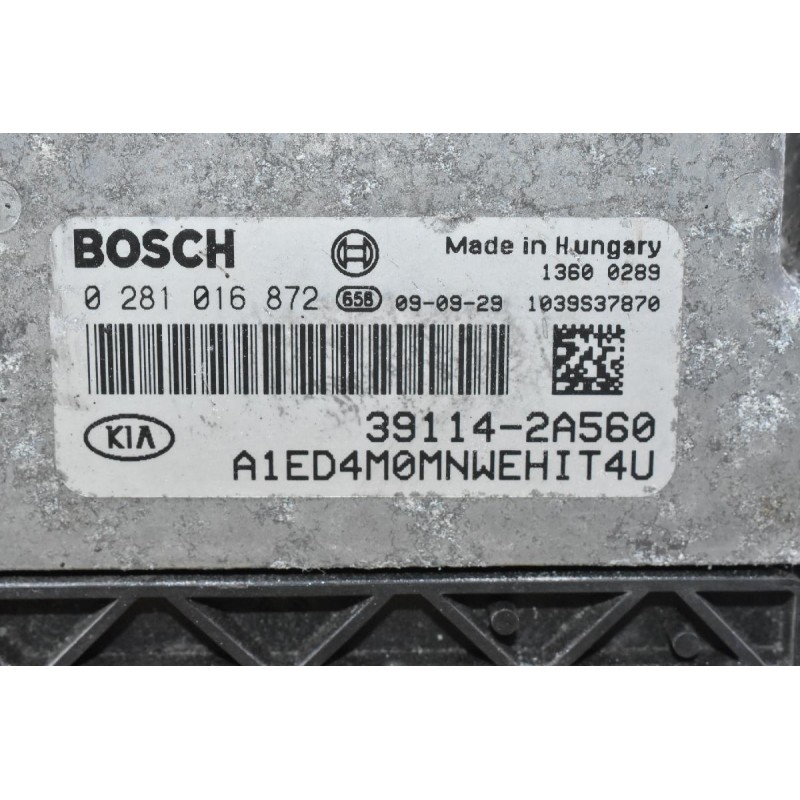 BOSCH Made in Hungary
1360 0289
0 281 016 872 658 09-09-29 1039S37870
KIA 39114-2A560
A1ED4M0MNWEHIT4U